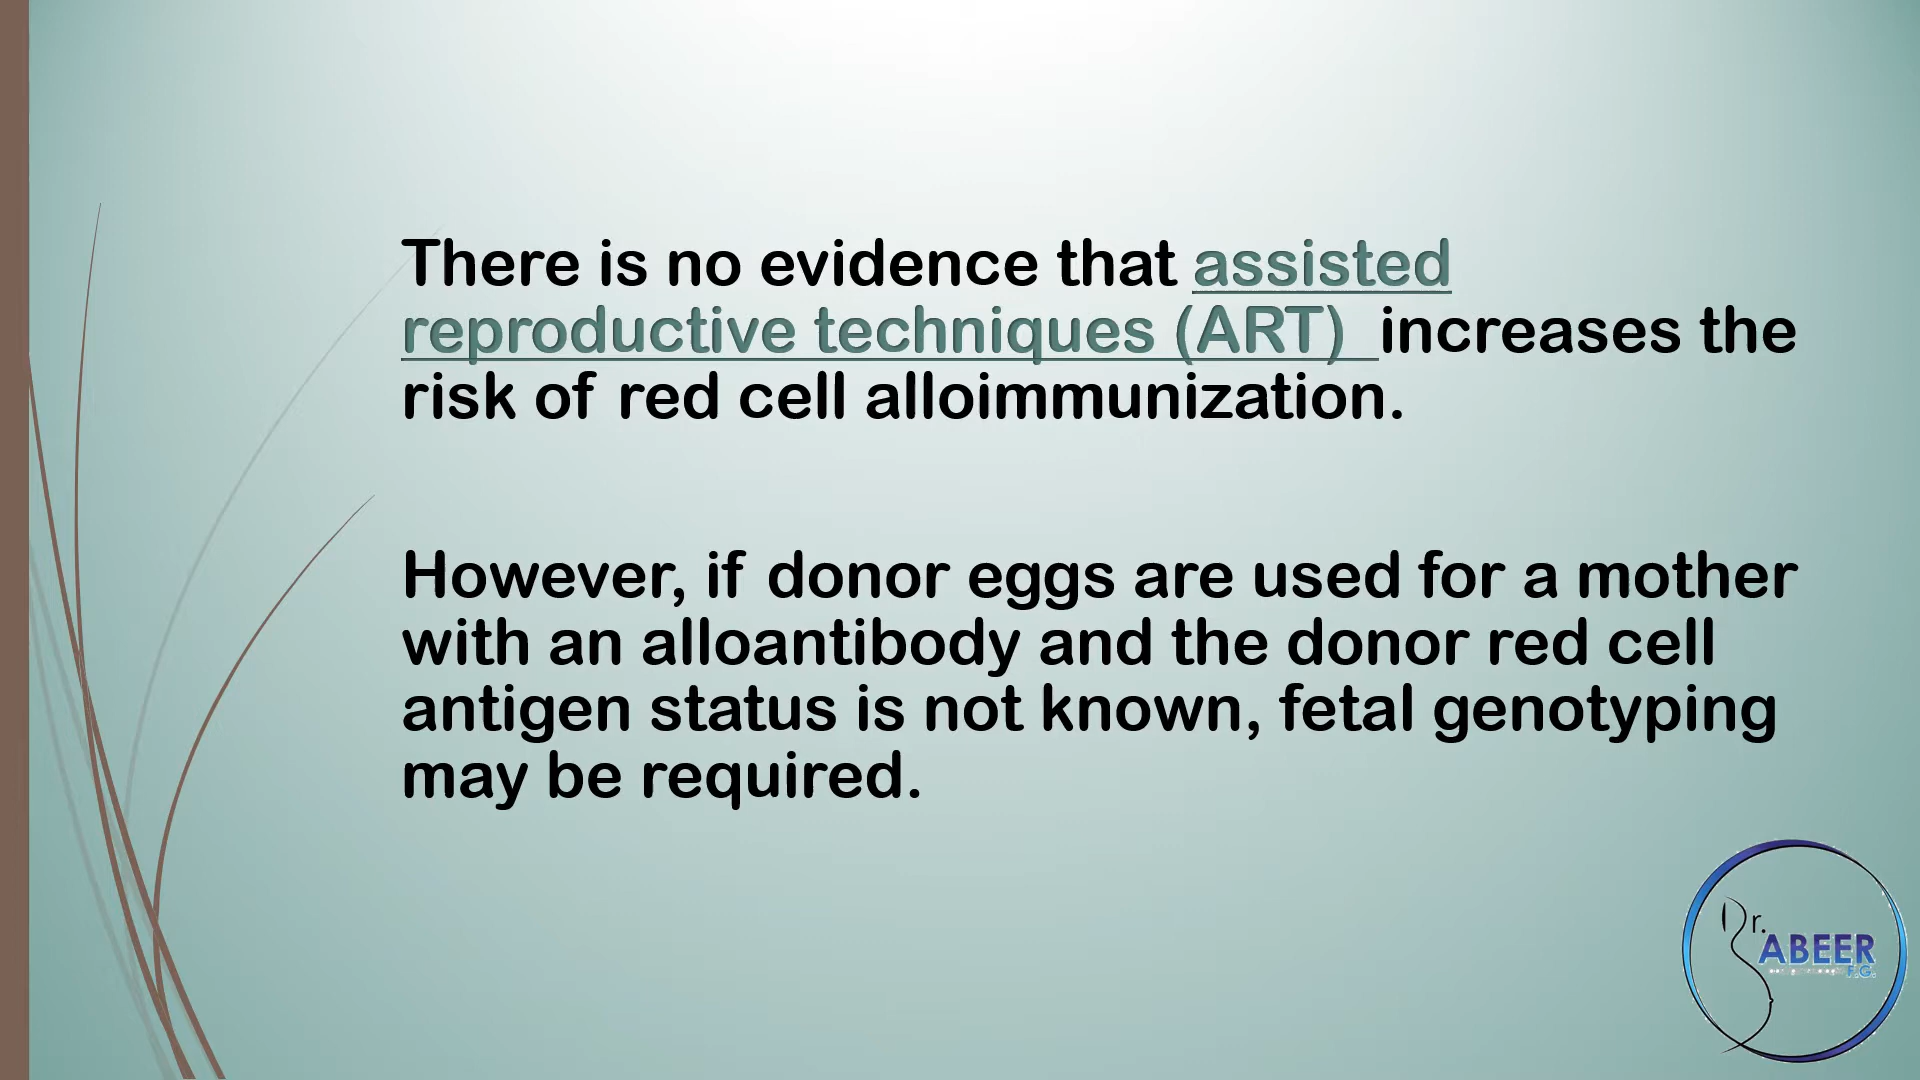 There is no evidence that assisted
reproductive techniques (ART) increases the
risk of red cell alloimmunization.
However, if donor eggs are used for a mother
with an alloantibody and the donor red cell
antigen status is not known, fetal genotyping
may be required.
Dr.
ABEER
F.G.